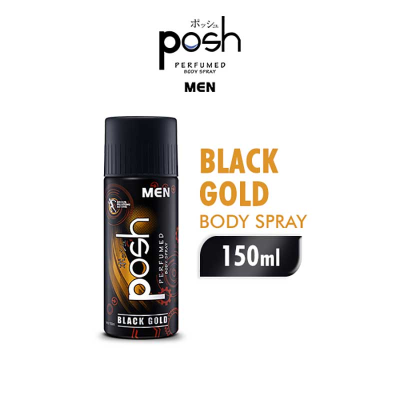 ポッシュ
posh
PERFUMED
BODY SPRAY
MEN
BLACK
GOLD
BODY SPRAY
150ml
MEN
posh
PERFUMED
BODY SPRAY
BLACK GOLD